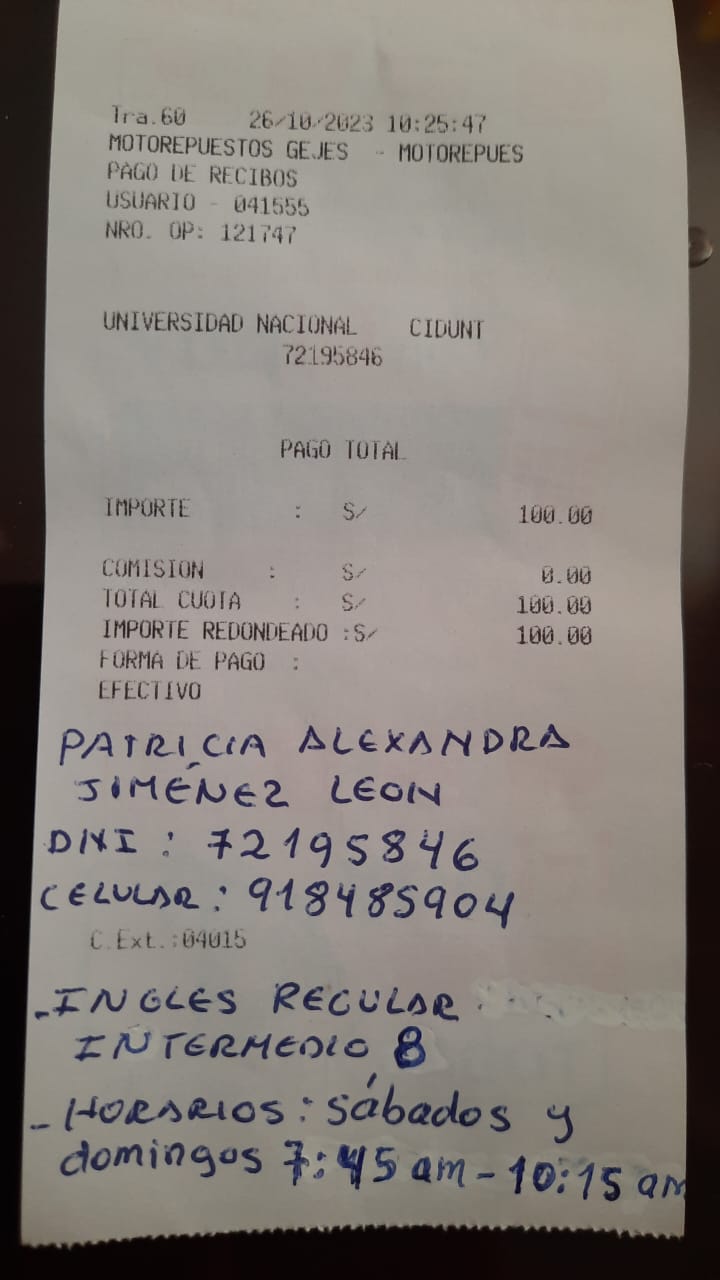 Tra.60 26/10/2023 10:25:47
MOTOREPUESTOS GEJES - MOTOREPUES
PAGO DE RECIBOS
USUARIO - 041555
NRO. OP: 121747
UNIVERSIDAD NACIONAL CIDUNT
72195846
PAGO TOTAL
IMPORTE : S/ 100.00
COMISION : S/ 0.00
TOTAL CUOTA : S/ 100.00
IMPORTE REDONDEADO :S/ 100.00
FORMA DE PAGO :
EFECTIVO
PATRICIA ALEXANDRA
JIMÉNEZ LEON
DNI : 72195846
CELULAR : 918485904
C.Ext.:04015
- INGLES REGULAR
INTERMEDIO 8
- HORARIOS: sábados y
domingos 7:45 am - 10:15 am